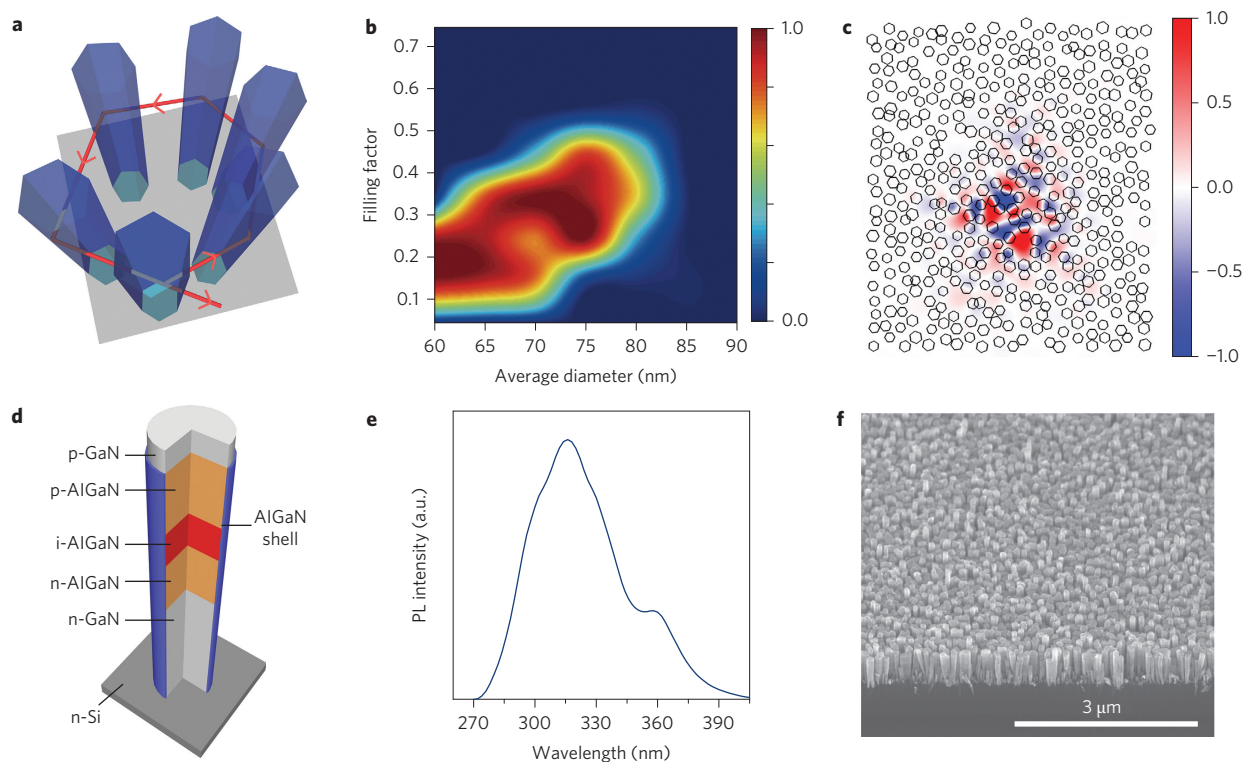 a
b
0.7
0.6
0.5
0.4
0.3
0.2
0.1
Filling factor
60
65
70
75
80
85
90
Average diameter (nm)
1.0
0.0
c
1.0
0.5
0.0
−0.5
−1.0
d
p-GaN
p-AlGaN
i-AlGaN
n-AlGaN
n-GaN
n-Si
AlGaN
shell
e
PL intensity (a.u.)
270
300
330
360
390
Wavelength (nm)
f
3 μm